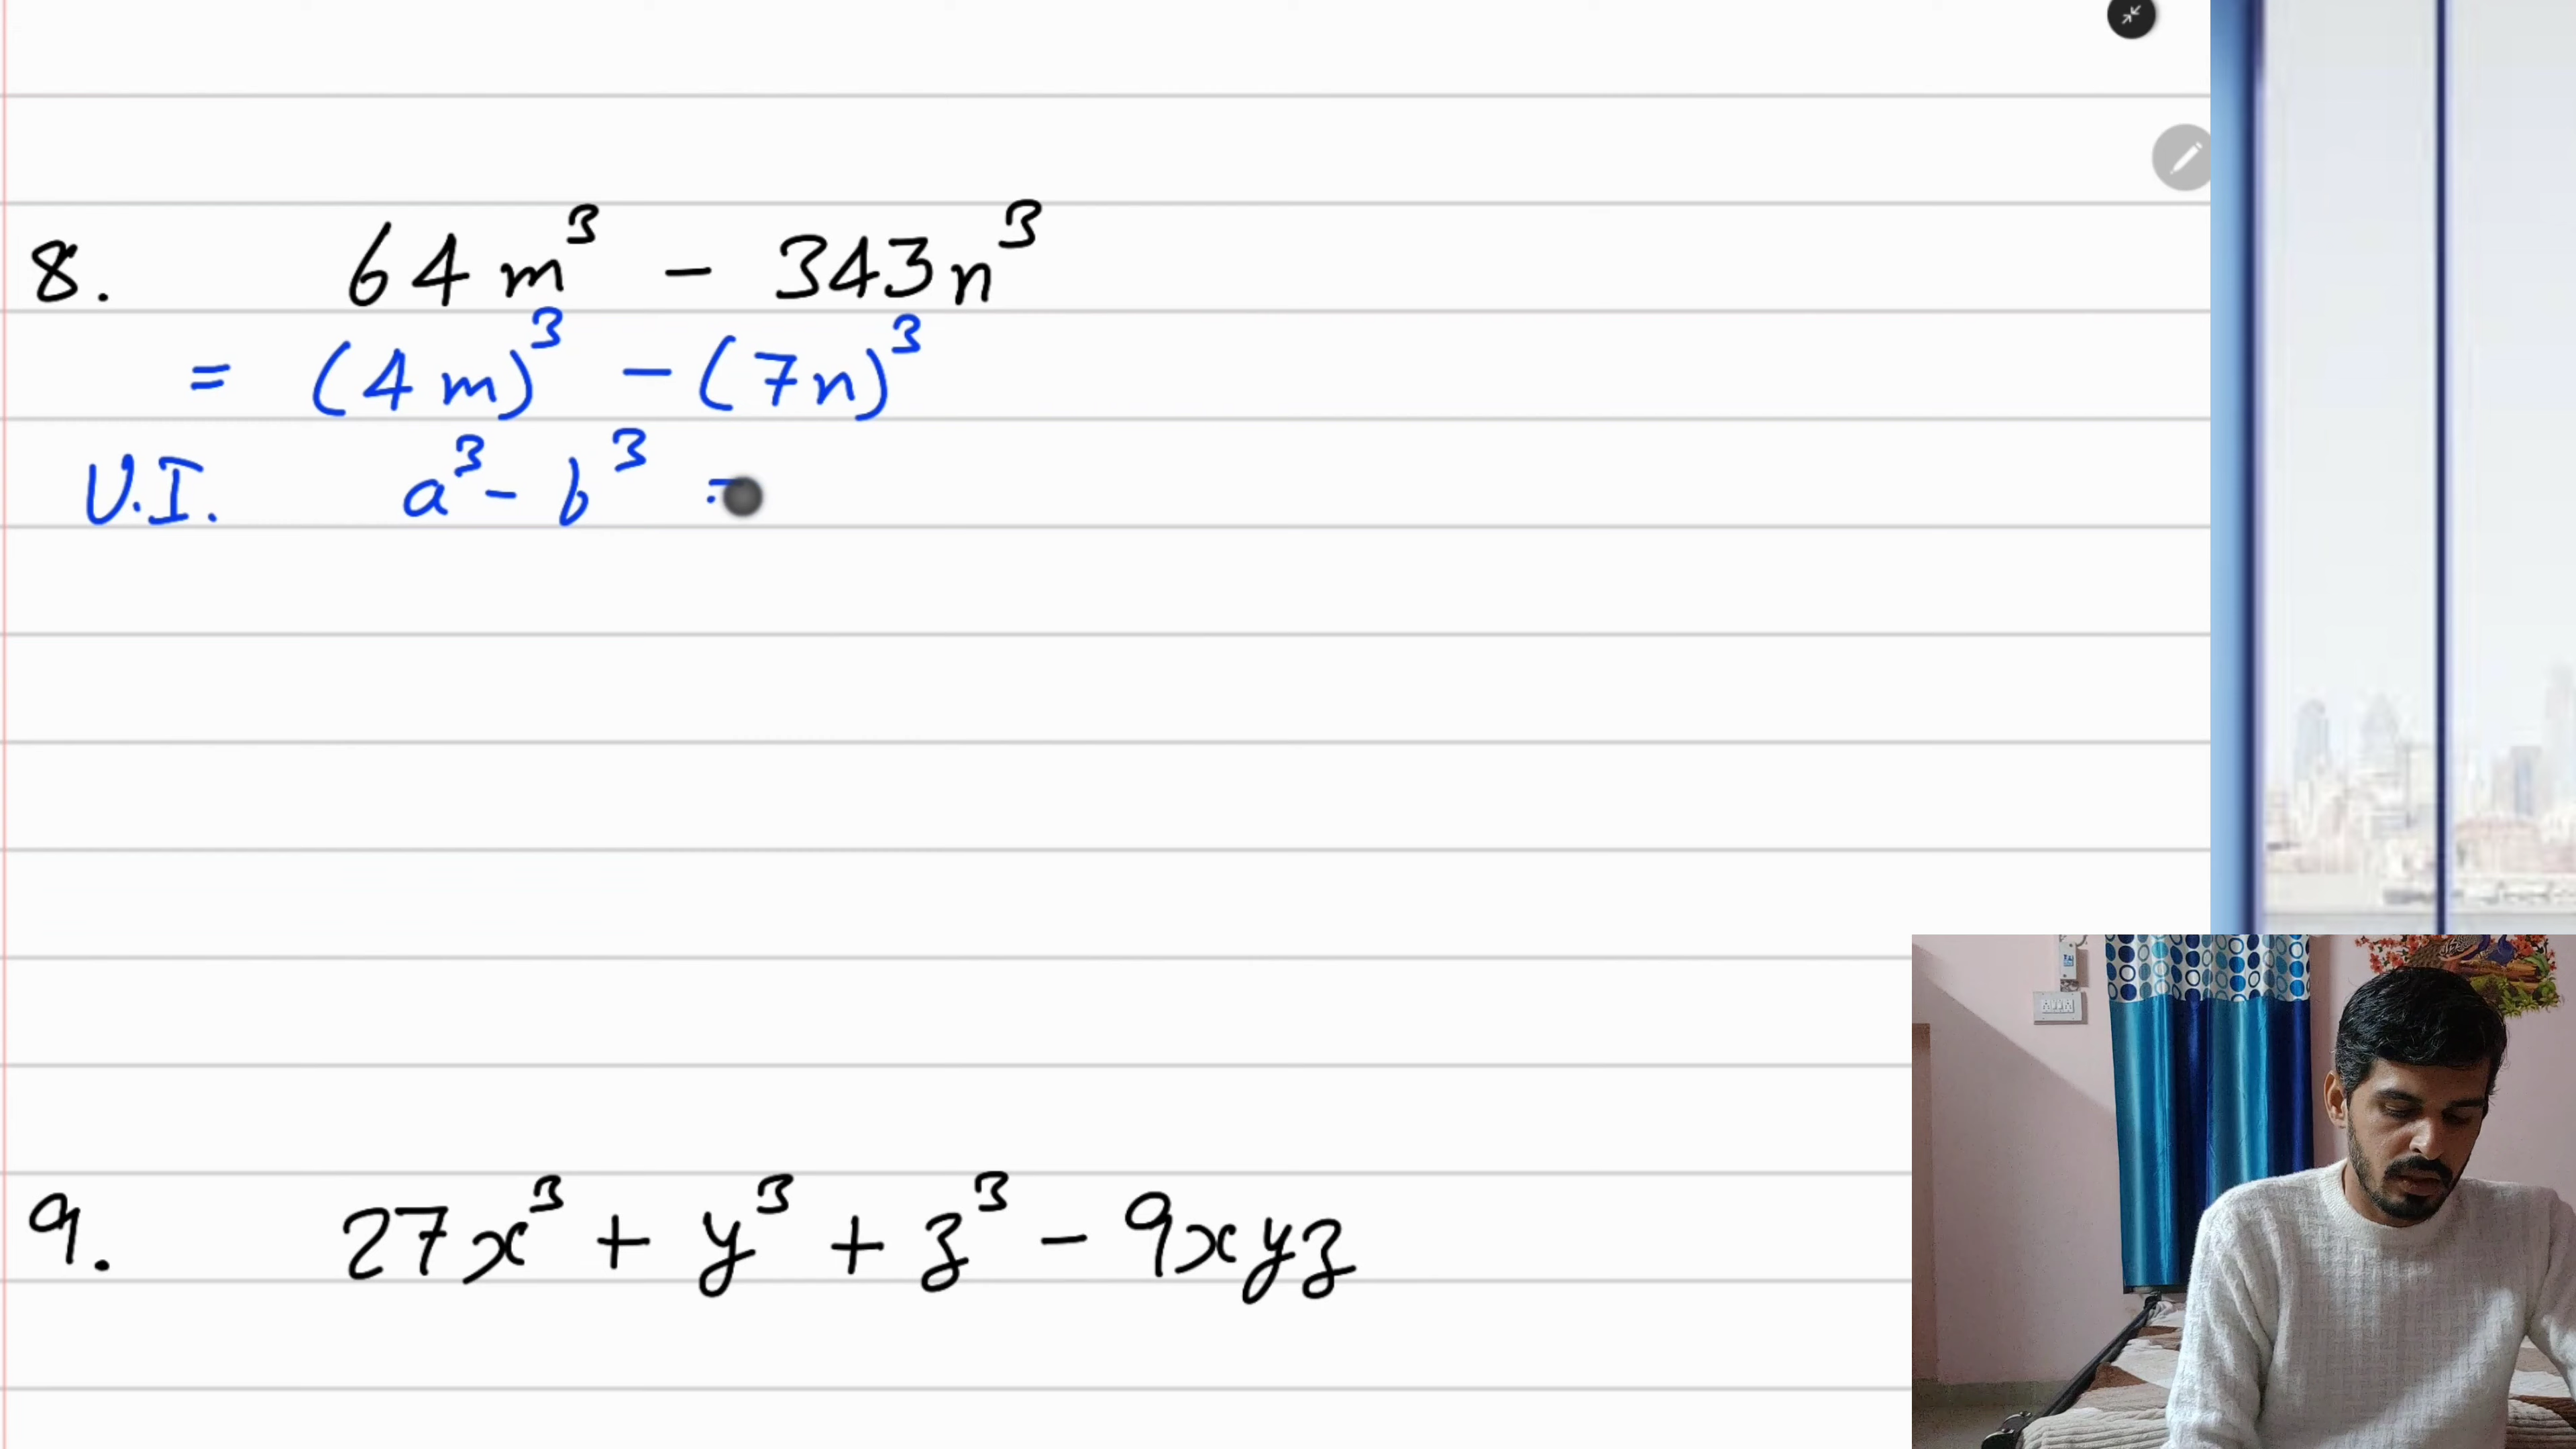 8. 64m³ - 343n³
= (4m)³ - (7n)³
U.I. a³ - b³ =
9. 27x³ + y³ + z³ - 9xyz